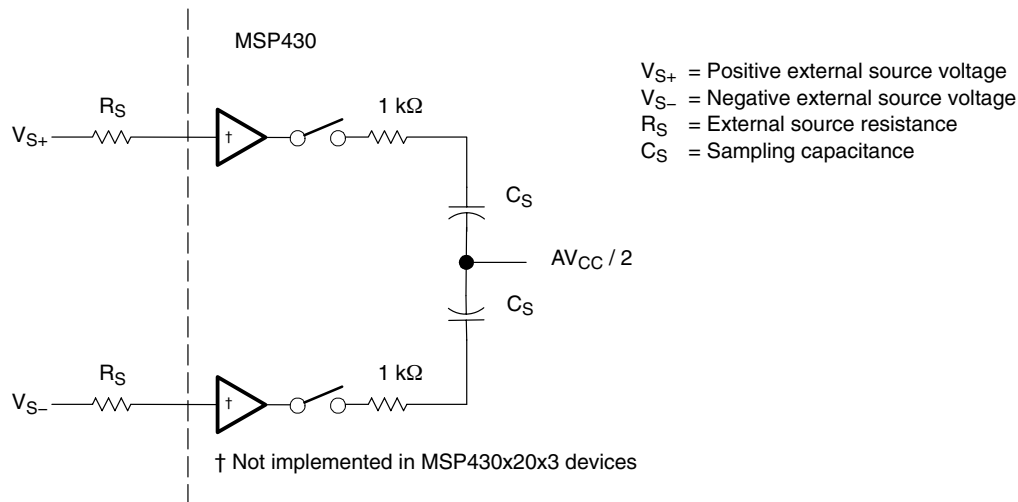 MSP430
V_S+ = Positive external source voltage
V_S– = Negative external source voltage
R_S = External source resistance
C_S = Sampling capacitance
R_S
1 kΩ
V_S+
†
C_S
AV_CC / 2
C_S
R_S
1 kΩ
V_S–
†
† Not implemented in MSP430x20x3 devices